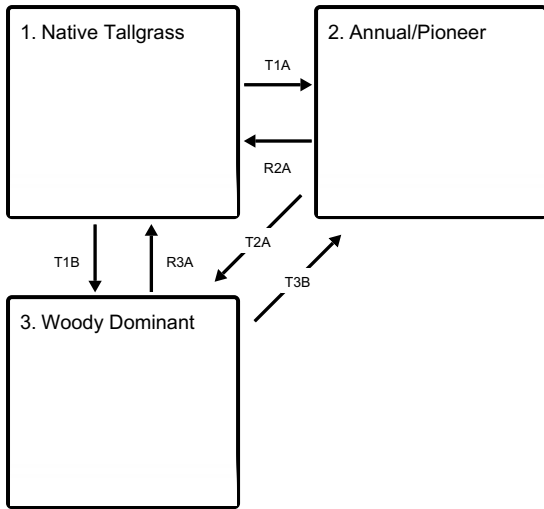 1. Native Tallgrass
2. Annual/Pioneer
T1A
R2A
T1B
R3A
T2A
T3B
3. Woody Dominant